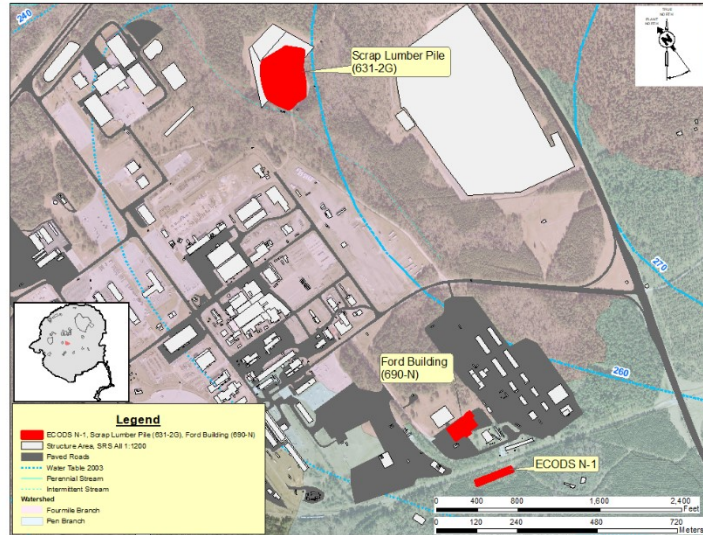 240
Scrap Lumber Pile
(631-2G)
270
260
Ford Building
(690-N)
ECODS N-1
Legend
ECODS N-1, Scrap Lumber Pile (631-2G), Ford Building (690-N)
Structure Area, SRS All 1:1200
Paved Roads
Water Table 2003
Perennial Stream
Intermittent Stream
Watershed
Fourmile Branch
Pen Branch
0 400 800 1,600 2,400
Feet
0 120 240 480 720
Meters
N